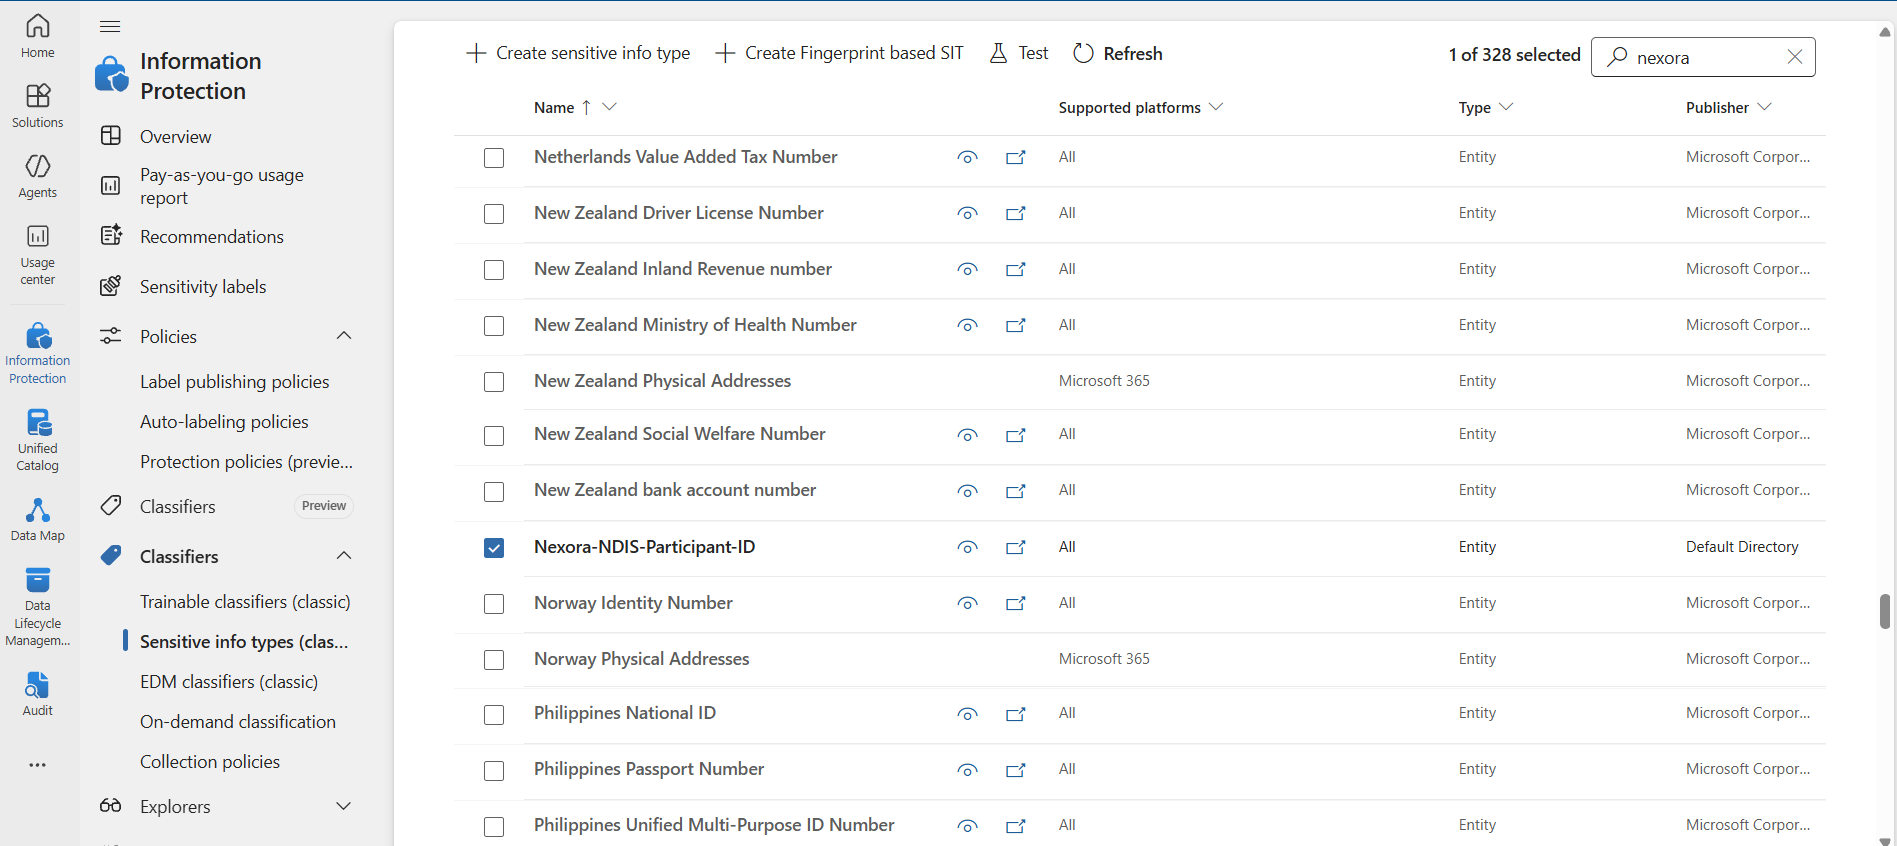 Home
Solutions
Agents
Usage
center
Information
Protection
Unified
Catalog
Data Map
Data
Lifecycle
Managem...
Audit
...
Information
Protection
Overview
Pay-as-you-go usage
report
Recommendations
Sensitivity labels
Policies
Label publishing policies
Auto-labeling policies
Protection policies (previe...
Classifiers Preview
Classifiers
Trainable classifiers (classic)
Sensitive info types (clas...
EDM classifiers (classic)
On-demand classification
Collection policies
Explorers
Create sensitive info type Create Fingerprint based SIT Test Refresh 1 of 328 selected nexora
Name Supported platforms Type Publisher
Netherlands Value Added Tax Number All Entity Microsoft Corpor...
New Zealand Driver License Number All Entity Microsoft Corpor...
New Zealand Inland Revenue number All Entity Microsoft Corpor...
New Zealand Ministry of Health Number All Entity Microsoft Corpor...
New Zealand Physical Addresses Microsoft 365 Entity Microsoft Corpor...
New Zealand Social Welfare Number All Entity Microsoft Corpor...
New Zealand bank account number All Entity Microsoft Corpor...
Nexora-NDIS-Participant-ID All Entity Default Directory
Norway Identity Number All Entity Microsoft Corpor...
Norway Physical Addresses Microsoft 365 Entity Microsoft Corpor...
Philippines National ID All Entity Microsoft Corpor...
Philippines Passport Number All Entity Microsoft Corpor...
Philippines Unified Multi-Purpose ID Number All Entity Microsoft Corpor...